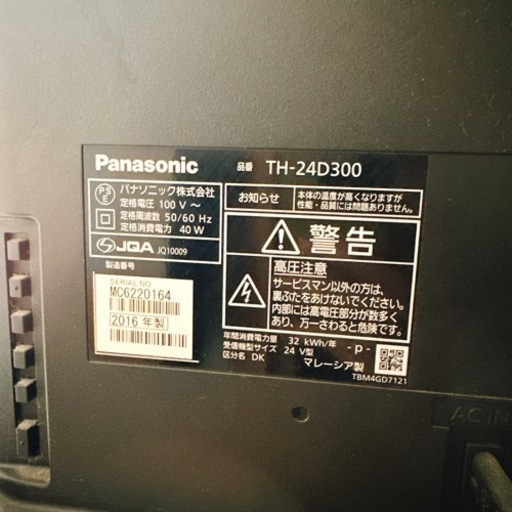 Panasonic 品番 TH-24D300
PSE
パナソニック株式会社
定格電圧 100 V ～
定格周波数 50/60 Hz
定格消費電力 40 W
JQA JQ10009
製造番号
SERIAL NO
MC6220164
2016 年製
お知らせ
本体の温度が高くなりますが
性能・品質には問題ありません。
警告
高圧注意
サービスマン以外の方は、
裏ぶたをあけないでください。
内部には高電圧部分が数多く
あり、万一さわると危険です。
年間消費電力量 32 kWh/年
受信機型サイズ 24 V型
区分名 DK
-p-
マレーシア製
TBM4GD7121
AC IN